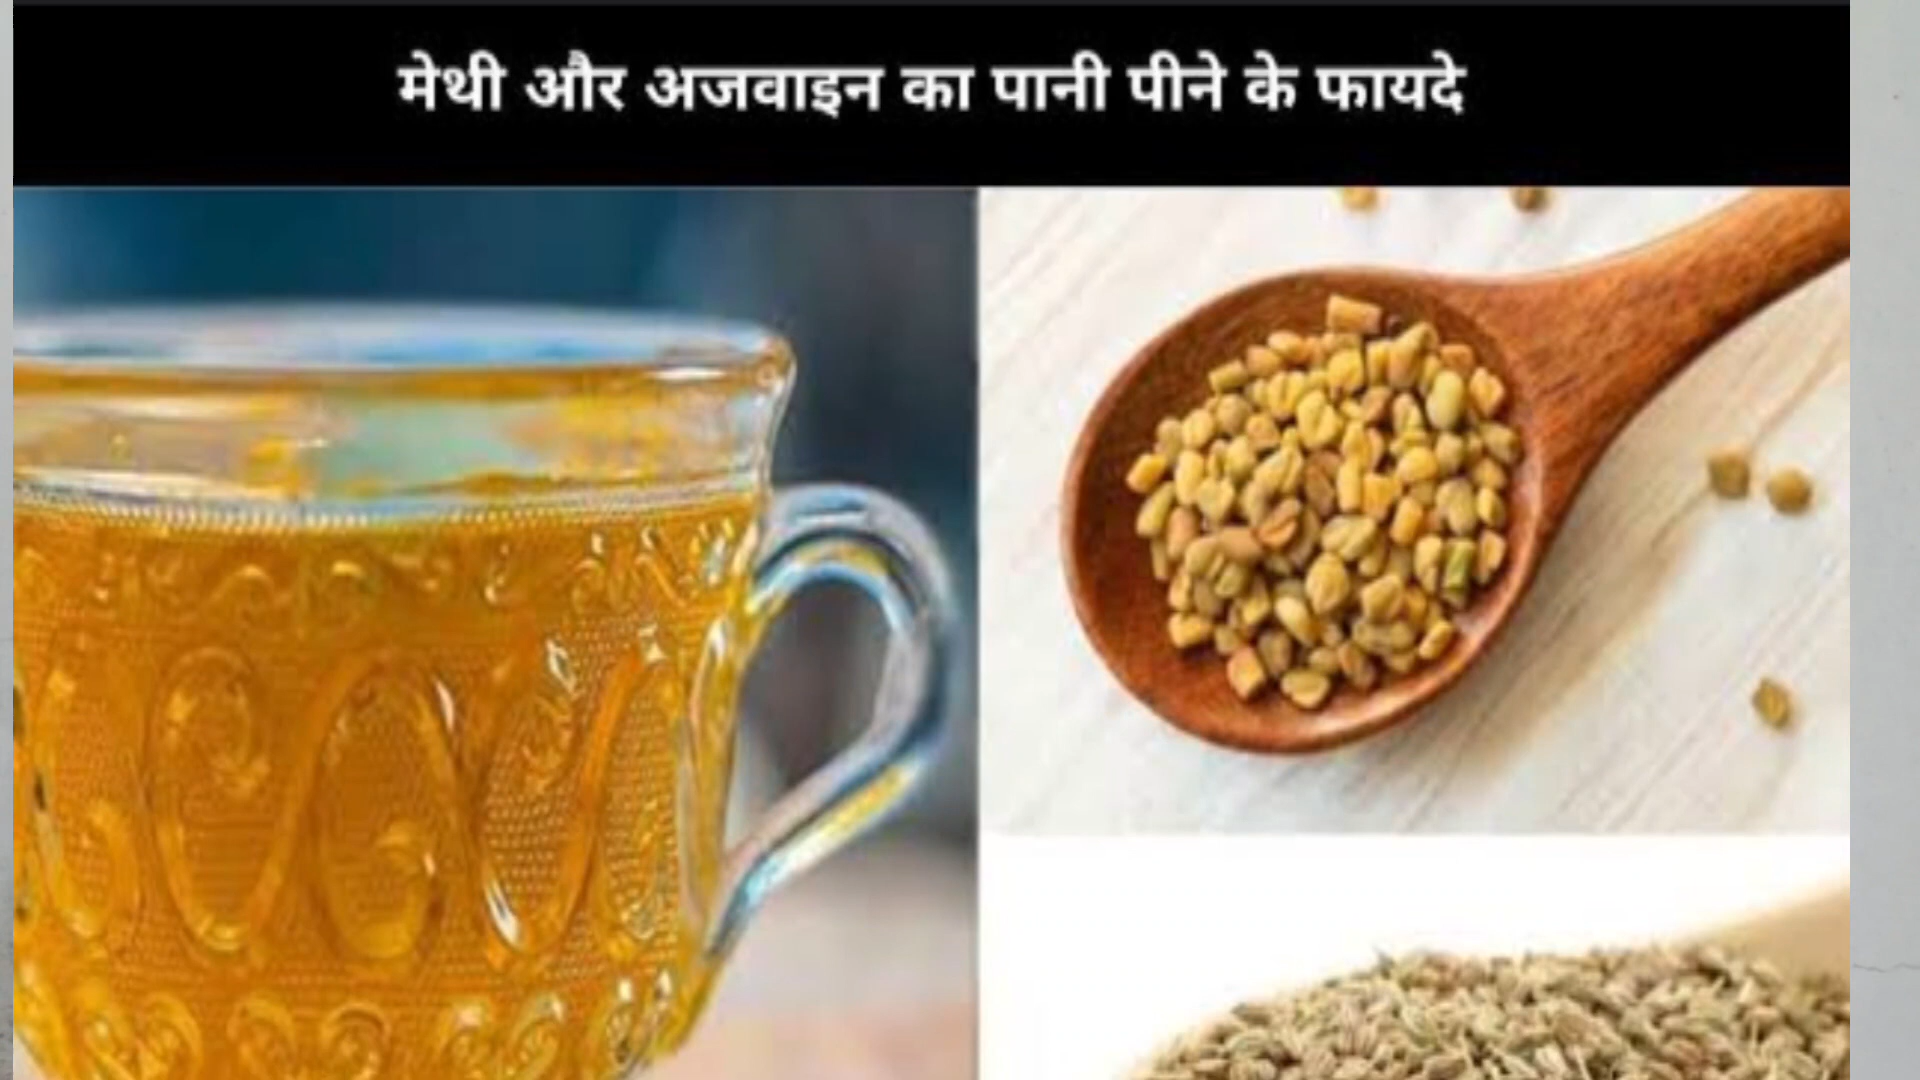 मेथी और अजवाइन का पानी पीने के फायदे